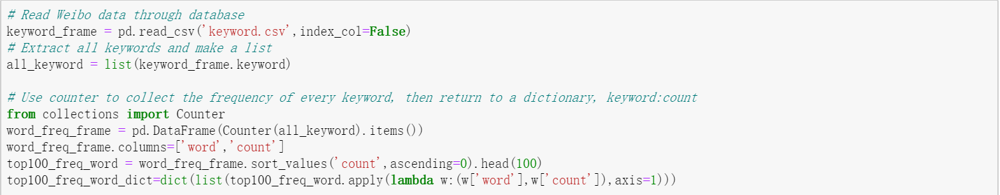 # Read Weibo data through database
keyword_frame = pd.read_csv('keyword.csv',index_col=False)
# Extract all keywords and make a list
all_keyword = list(keyword_frame.keyword)
# Use counter to collect the frequency of every keyword, then return to a dictionary, keyword:count
from collections import Counter
word_freq_frame = pd.DataFrame(Counter(all_keyword).items())
word_freq_frame.columns=['word','count']
top100_freq_word = word_freq_frame.sort_values('count',ascending=0).head(100)
top100_freq_word_dict=dict(list(top100_freq_word.apply(lambda w:(w['word'],w['count']),axis=1)))